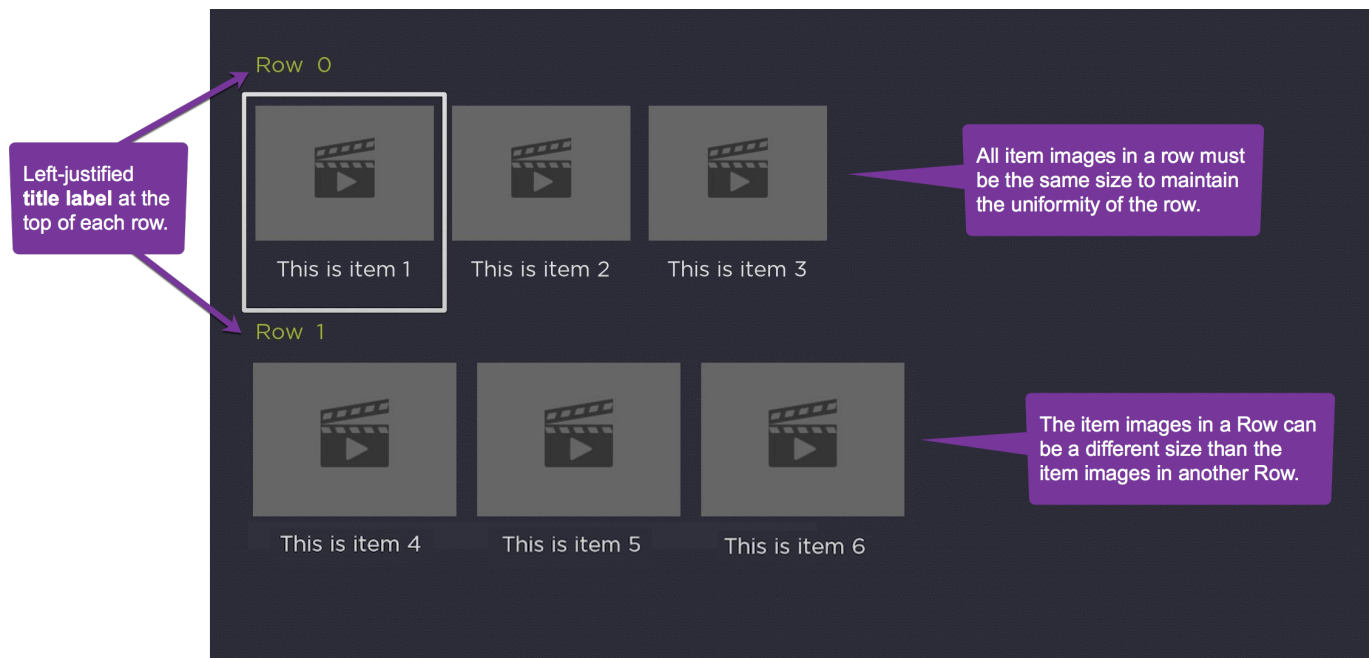 Row 0
This is item 1
This is item 2
This is item 3
Left-justified
title label at the
top of each row.
All item images in a row must
be the same size to maintain
the uniformity of the row.
Row 1
This is item 4
This is item 5
This is item 6
The item images in a Row can
be a different size than the
item images in another Row.